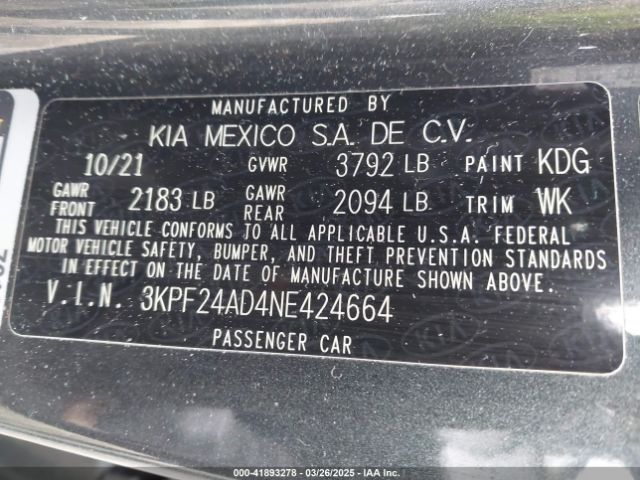 MANUFACTURED BY
KIA MEXICO S.A. DE C.V.
10/21 GVWR 3792 LB PAINT KDG
GAWR FRONT 2183 LB GAWR REAR 2094 LB TRIM WK
THIS VEHICLE CONFORMS TO ALL APPLICABLE U.S.A. FEDERAL
MOTOR VEHICLE SAFETY, BUMPER, AND THEFT PREVENTION STANDARDS
IN EFFECT ON THE DATE OF MANUFACTURE SHOWN ABOVE.
V.I.N. 3KPF24AD4NE424664
PASSENGER CAR
000-41893278 | 03/26/2025 | IAA Inc.